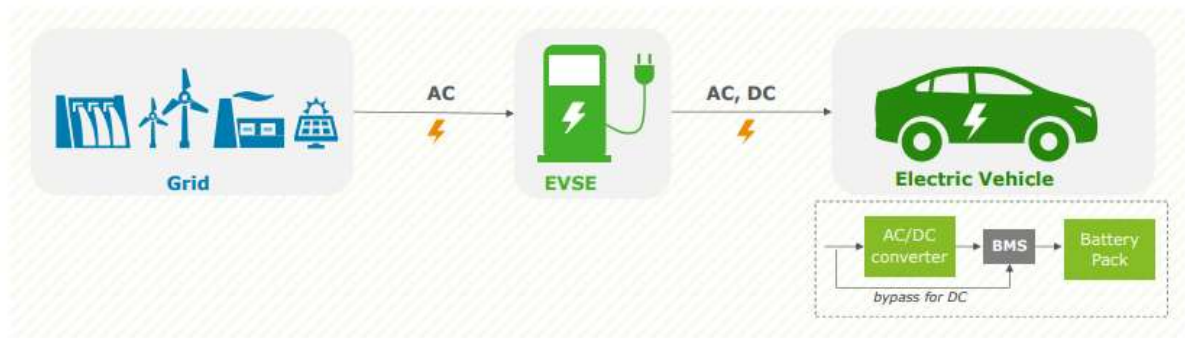 AC
AC, DC
Grid
EVSE
Electric Vehicle
AC/DC
converter
BMS
Battery
Pack
bypass for DC